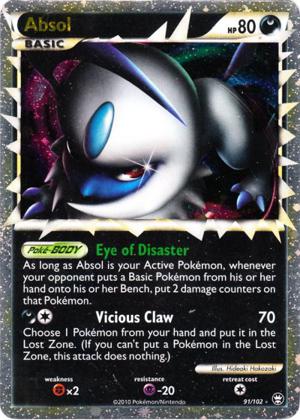 Absol
HP 80
BASIC
Poké-BODY Eye of Disaster
As long as Absol is your Active Pokémon, whenever
your opponent puts a Basic Pokémon from his or her
hand onto his or her Bench, put 2 damage counters on
that Pokémon.
Vicious Claw 70
Choose 1 Pokémon from your hand and put it in the
Lost Zone. (If you can't put a Pokémon in the Lost
Zone, this attack does nothing.)
Illus. Hideaki Hakozaki
weakness resistance retreat cost
×2 -20
©2010 Pokémon/Nintendo 91/102